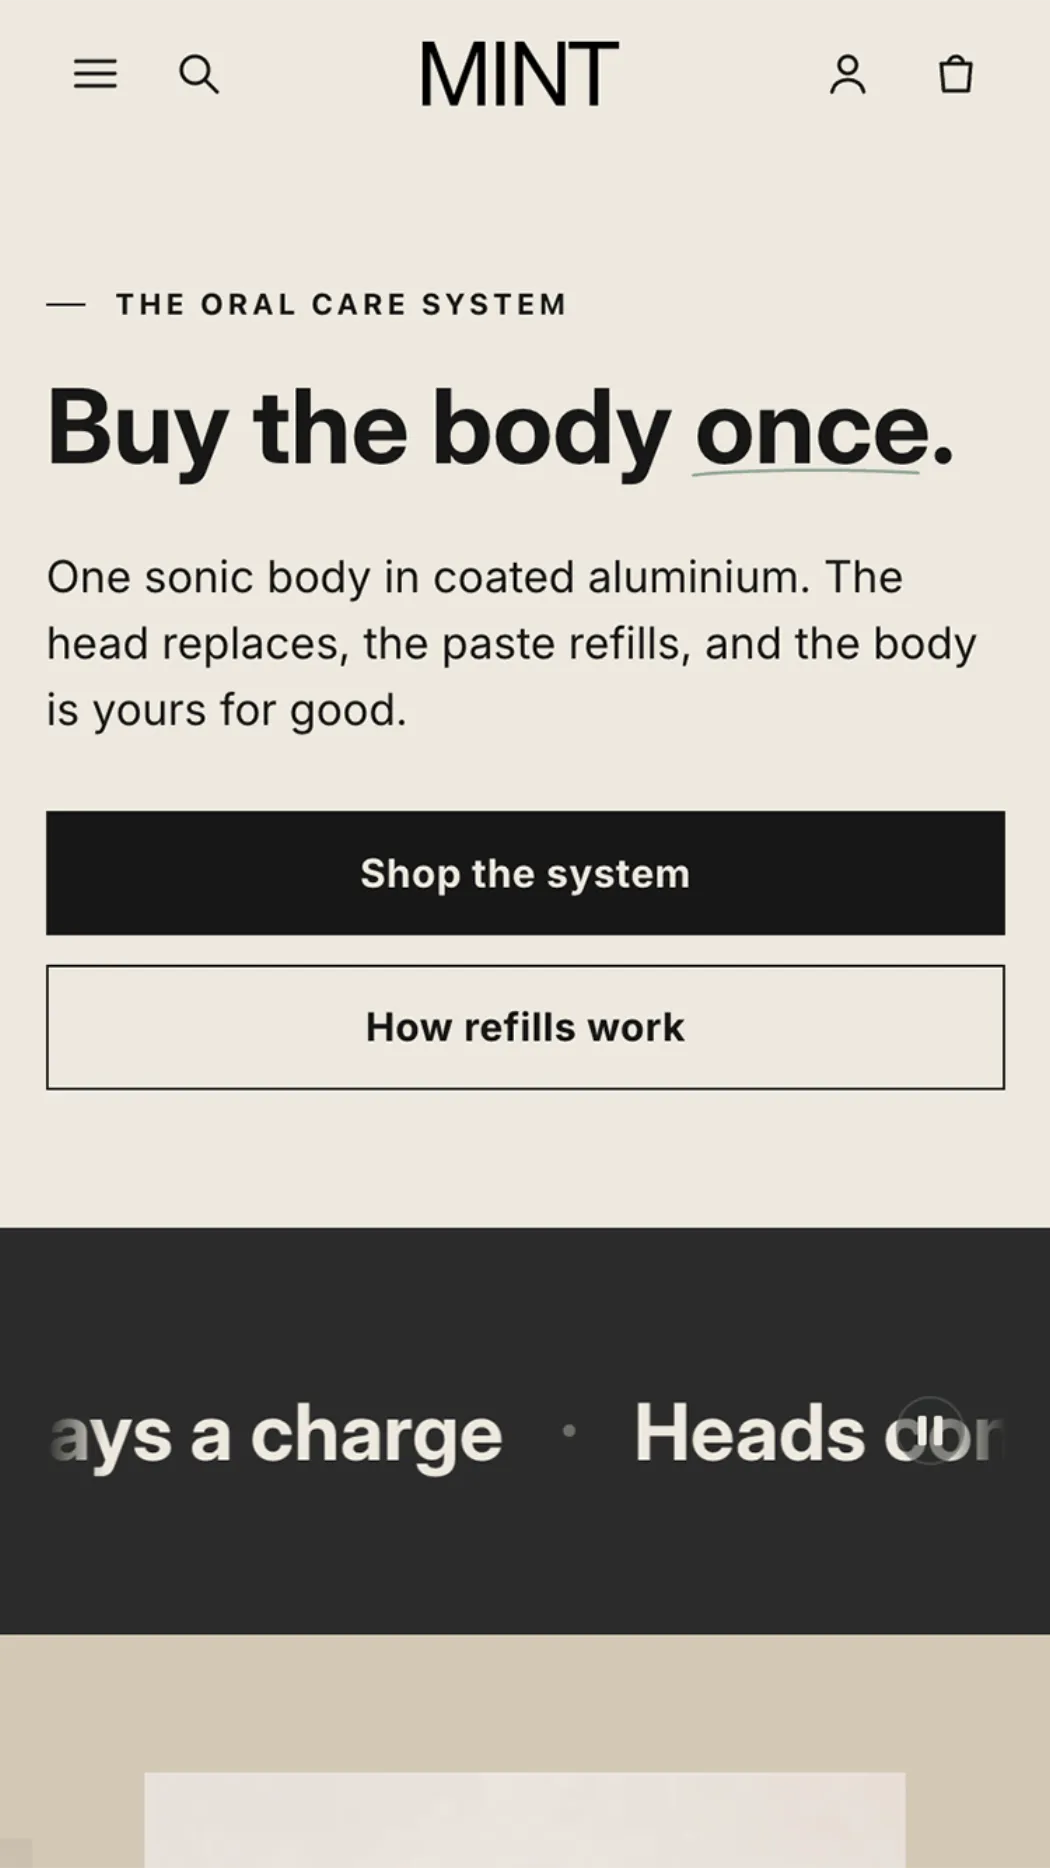 MINT
THE ORAL CARE SYSTEM
Buy the body once.
One sonic body in coated aluminium. The
head replaces, the paste refills, and the body
is yours for good.
Shop the system
How refills work
ays a charge · Heads